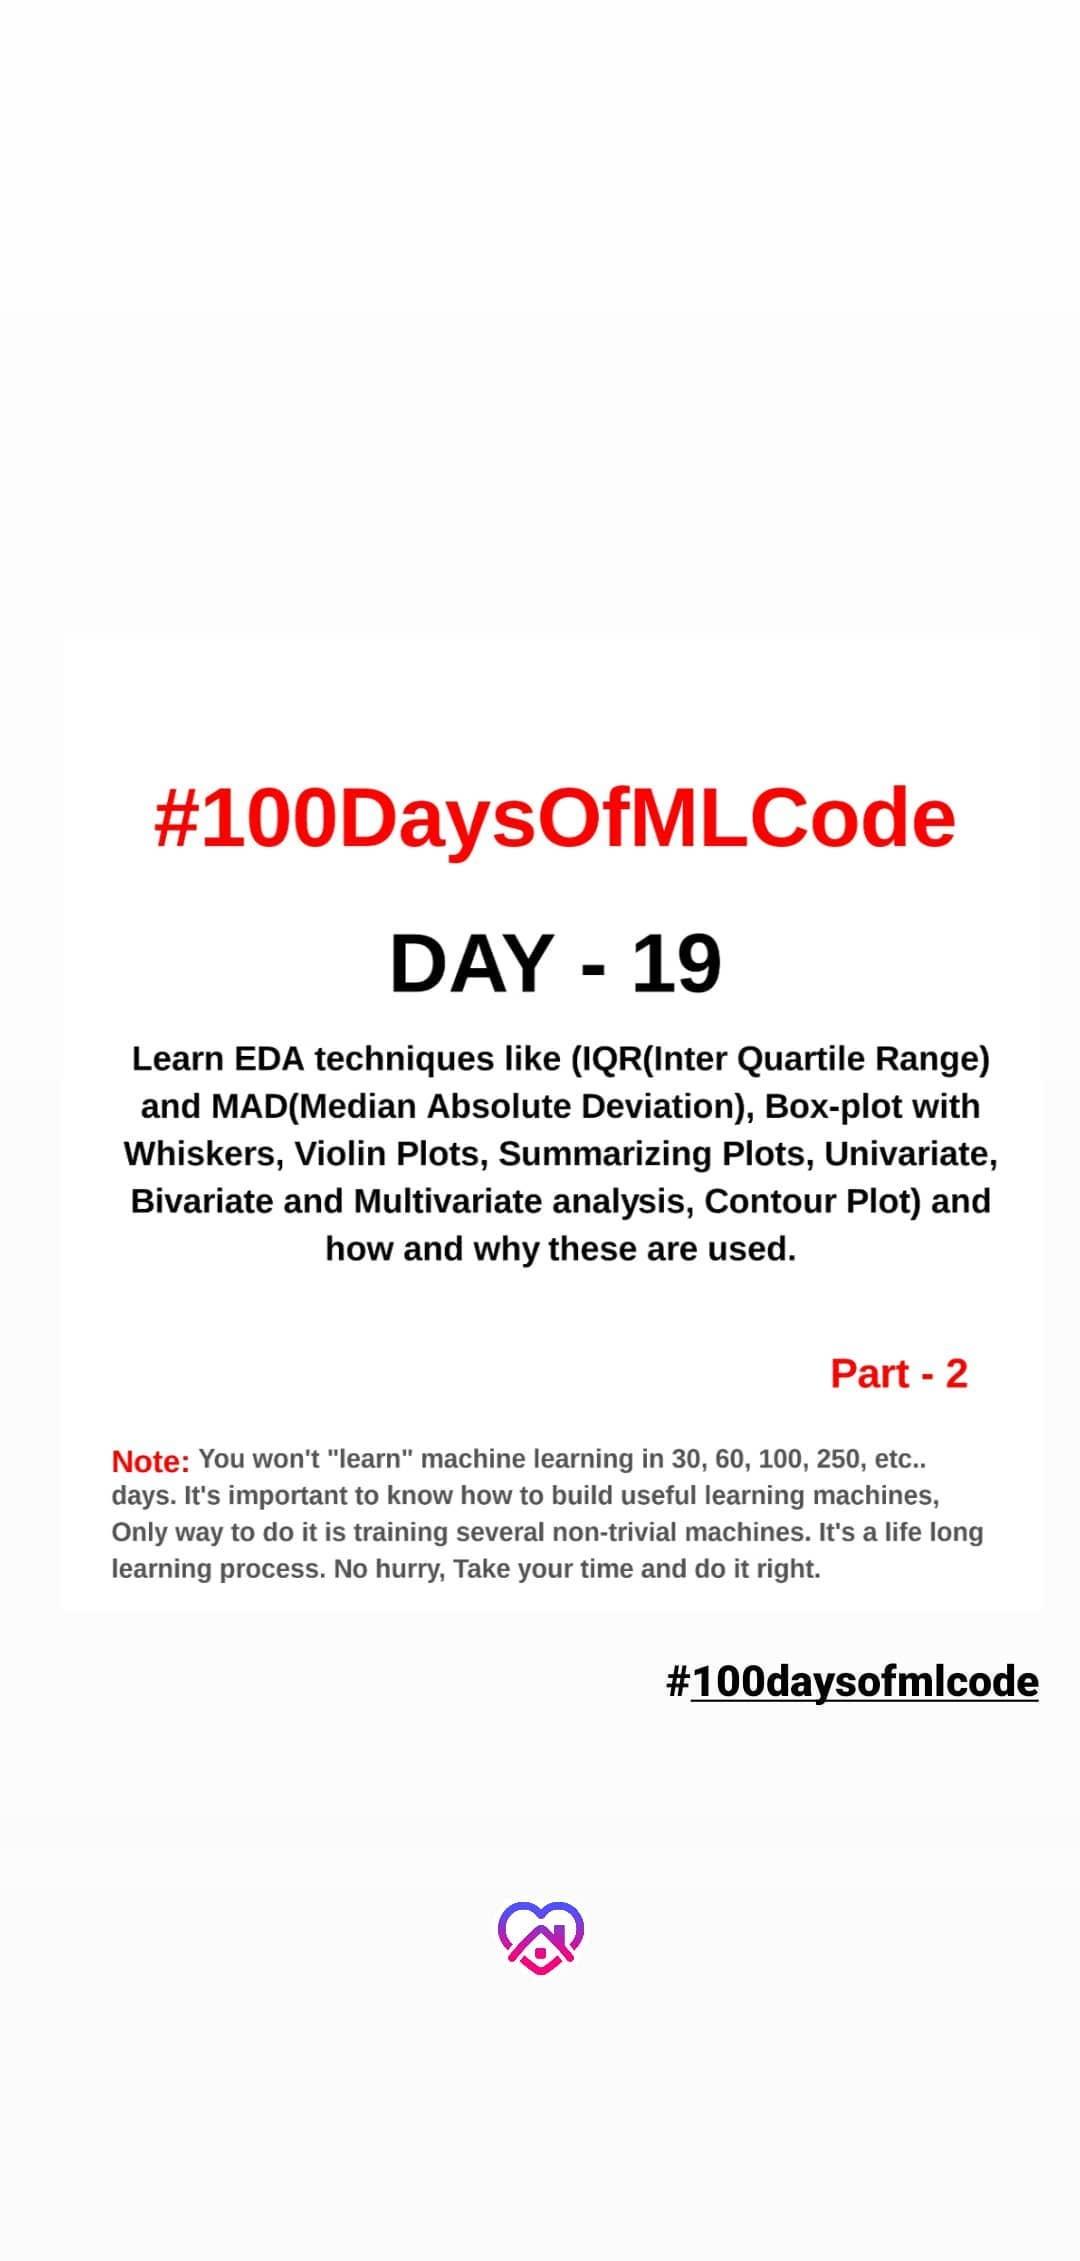 #100DaysOfMLCode
DAY - 19
Learn EDA techniques like (IQR(Inter Quartile Range)
and MAD(Median Absolute Deviation), Box-plot with
Whiskers, Violin Plots, Summarizing Plots, Univariate,
Bivariate and Multivariate analysis, Contour Plot) and
how and why these are used.
Part - 2
Note: You won't "learn" machine learning in 30, 60, 100, 250, etc..
days. It's important to know how to build useful learning machines,
Only way to do it is training several non-trivial machines. It's a life long
learning process. No hurry, Take your time and do it right.
#100daysofmlcode